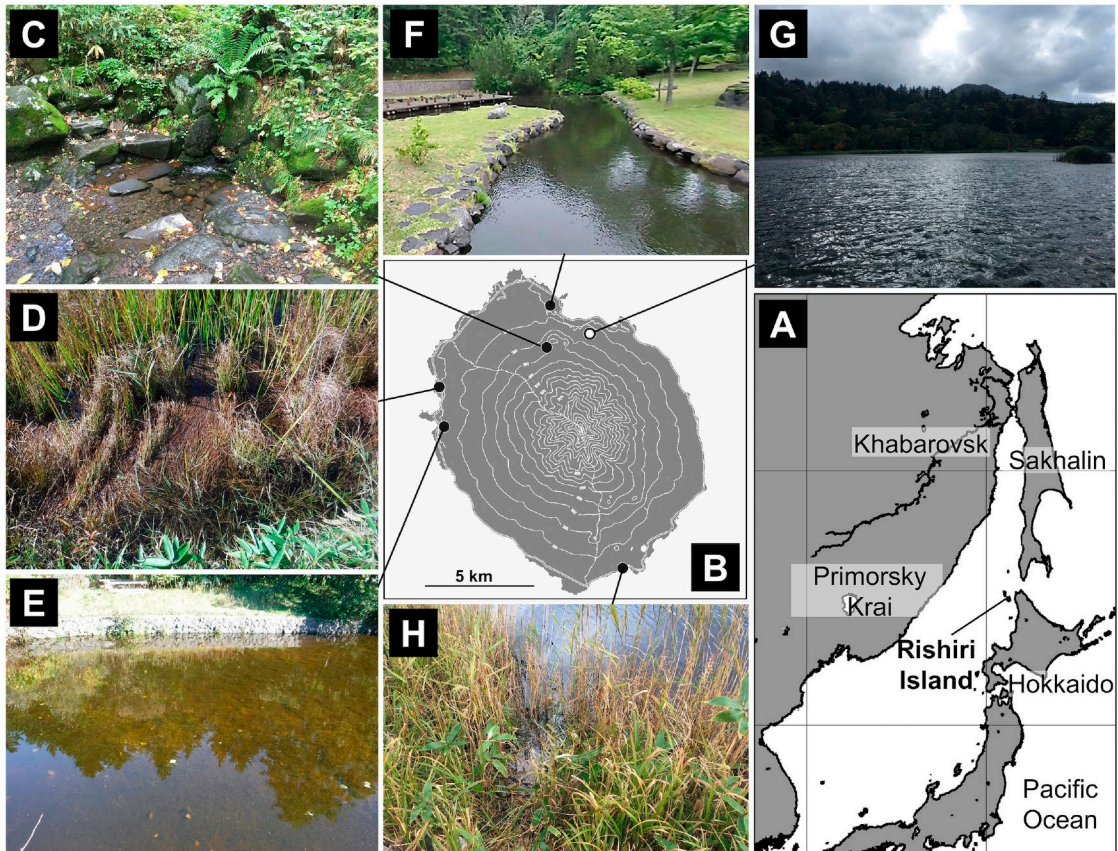 C
F
G
D
A
Khabarovsk
Sakhalin
5 km
B
Primorsky
Krai
E
H
Rishiri
Island
Hokkaido
Pacific
Ocean